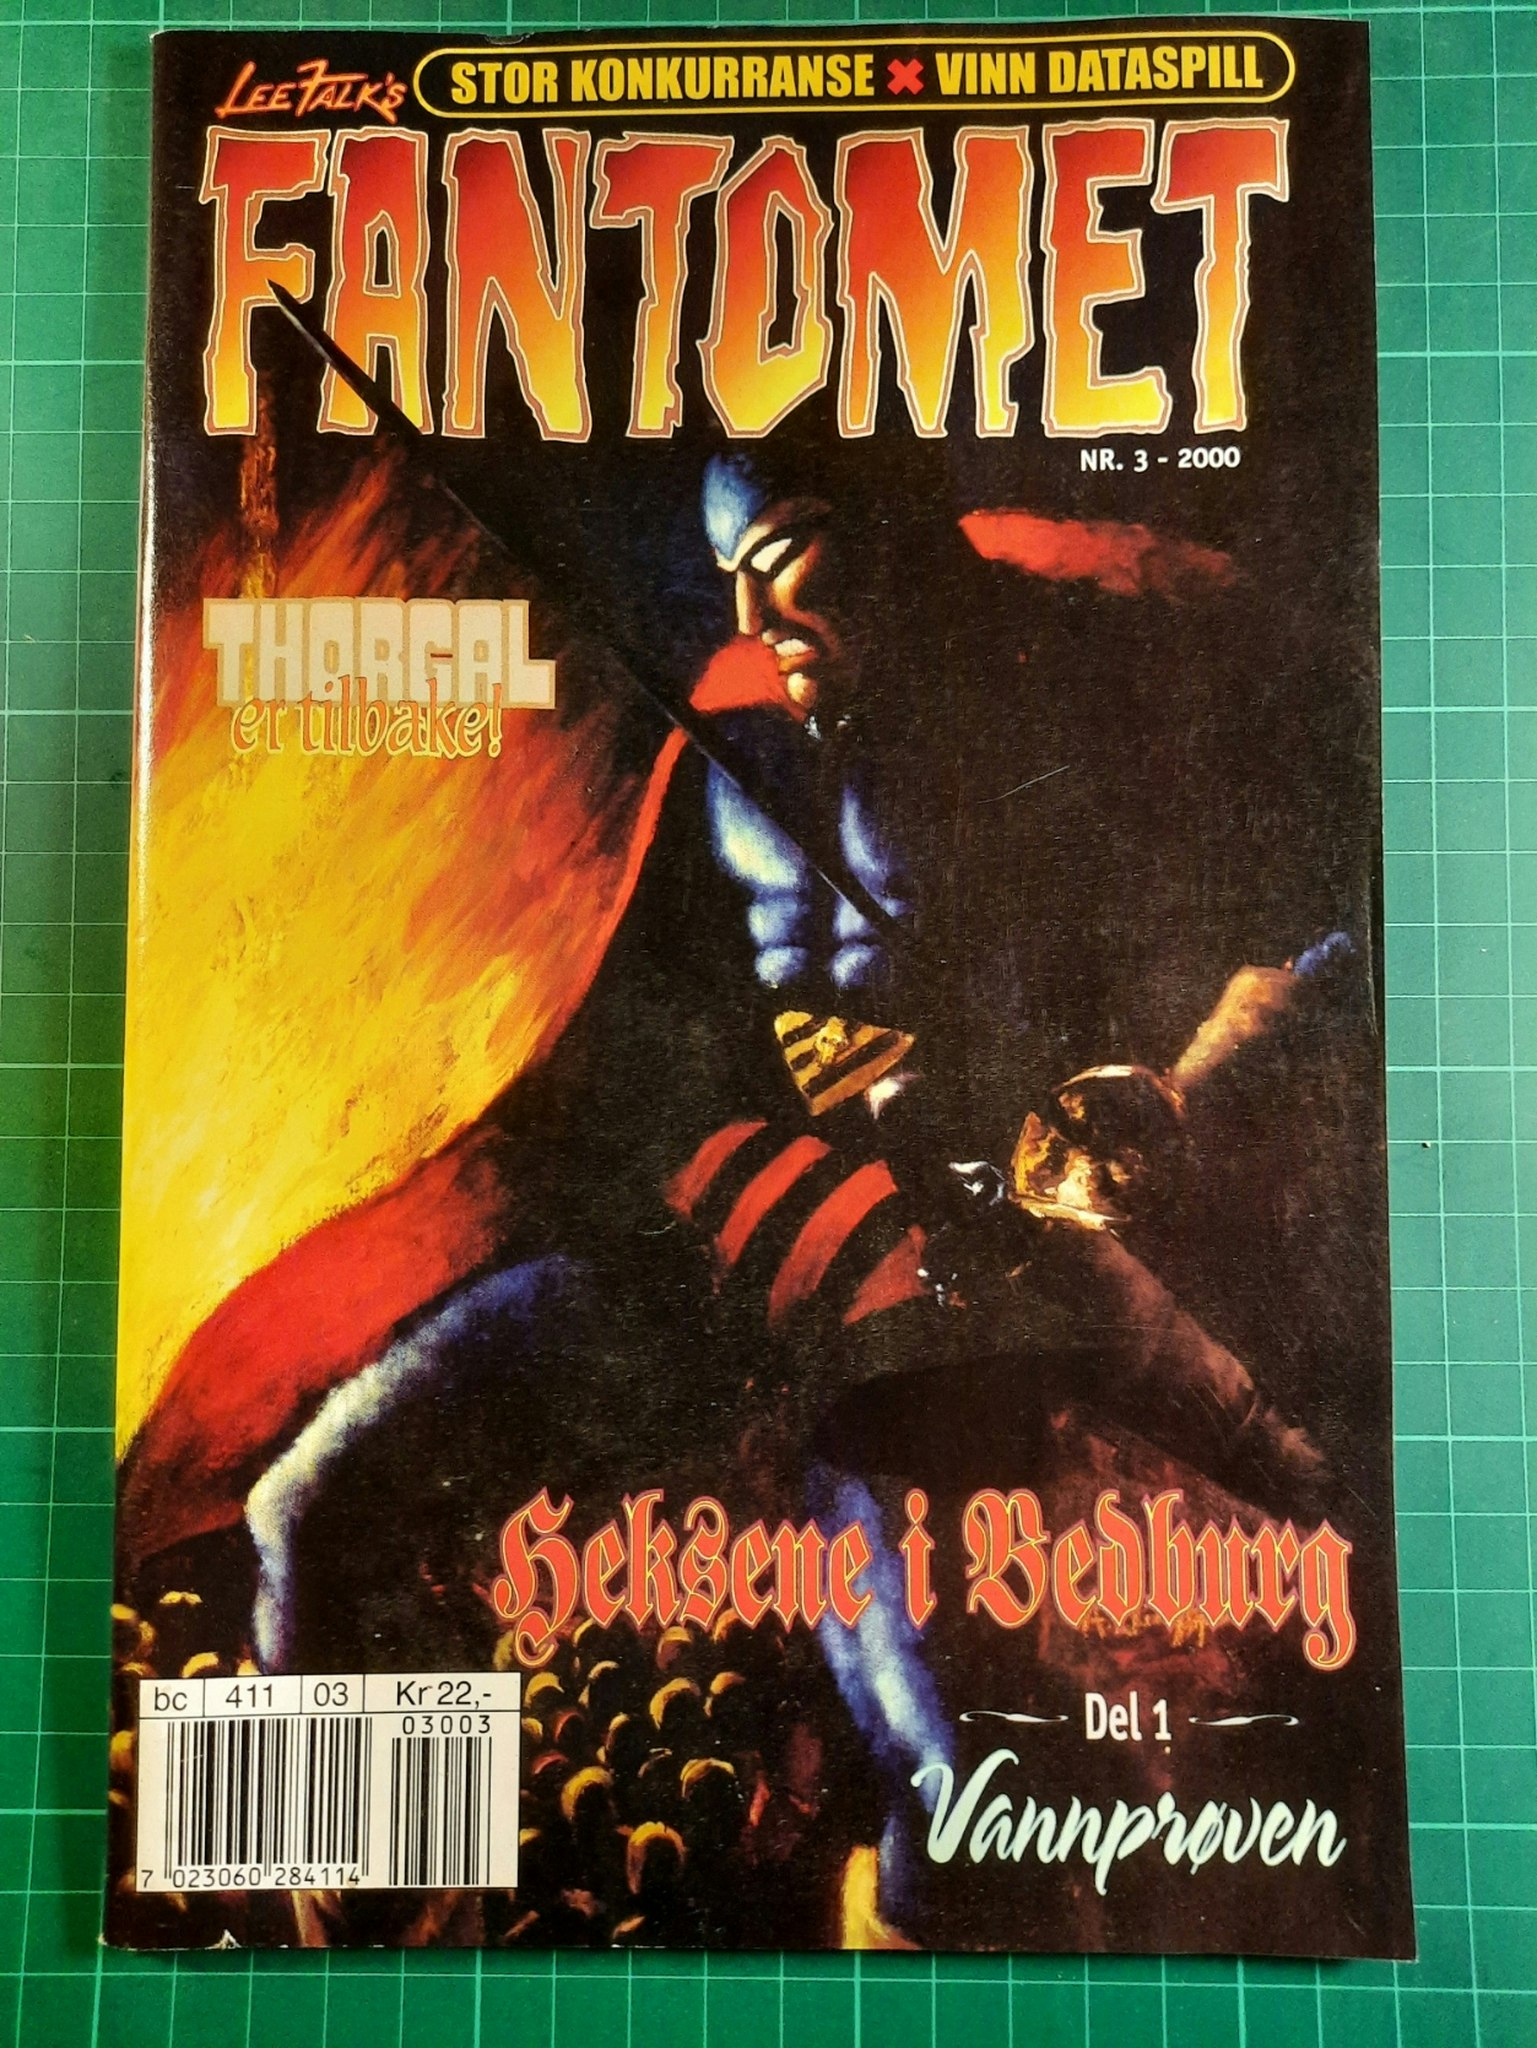 LEE FALK'S
STOR KONKURRANSE ✖ VINN DATASPILL
FANTOMET
NR. 3 - 2000
THORGAL
er tilbake!
Heksene i Bedburg
Del 1
Vannprøven
bc 411 03 Kr 22,-
03003
7 023060 284114